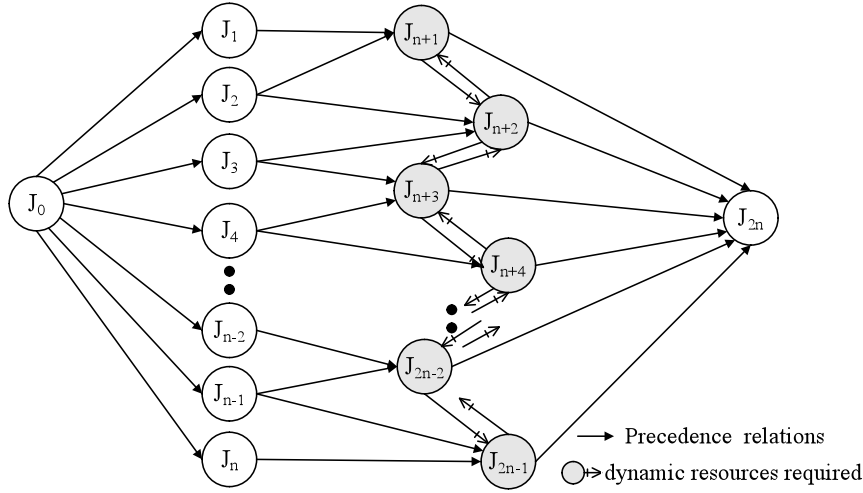 J1
Jn+1
J2
Jn+2
J3
Jn+3
J0
J4
J2n
Jn+4
Jn-2
J2n-2
Jn-1
Jn
J2n-1
Precedence relations
dynamic resources required